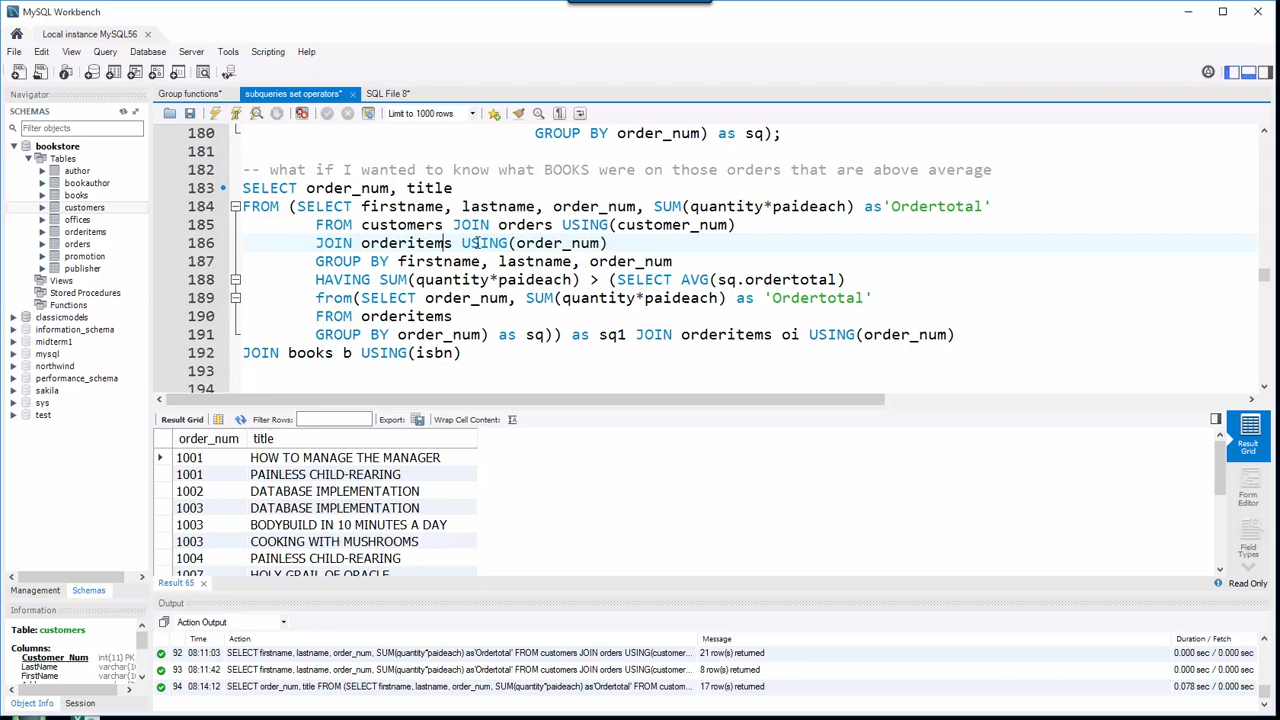 MySQL Workbench
Local instance MySQL56
File Edit View Query Database Server Tools Scripting Help
Navigator
SCHEMAS
Filter objects
bookstore
Tables
author
bookauthor
books
customers
offices
orderitems
orders
promotion
publisher
Views
Stored Procedures
Functions
classicmodels
information_schema
midterm1
mysql
northwind
performance_schema
sakila
sys
test
Management Schemas
Information
Table: customers
Columns:
Customer_Num int(11) PK
LastName varchar(1
FirstName varchar(1
Object Info Session
Group functions* subqueries set operators* SQL File 8*
Limit to 1000 rows
180 GROUP BY order_num) as sq);
181
182 -- what if I wanted to know what BOOKS were on those orders that are above average
183 SELECT order_num, title
184 FROM (SELECT firstname, lastname, order_num, SUM(quantity*paideach) as'Ordertotal'
185 FROM customers JOIN orders USING(customer_num)
186 JOIN orderitems USING(order_num)
187 GROUP BY firstname, lastname, order_num
188 HAVING SUM(quantity*paideach) > (SELECT AVG(sq.ordertotal)
189 from(SELECT order_num, SUM(quantity*paideach) as 'Ordertotal'
190 FROM orderitems
191 GROUP BY order_num) as sq)) as sq1 JOIN orderitems oi USING(order_num)
192 JOIN books b USING(isbn)
193
194
Result Grid Filter Rows: Export: Wrap Cell Content:
order_num title
1001 HOW TO MANAGE THE MANAGER
1001 PAINLESS CHILD-REARING
1002 DATABASE IMPLEMENTATION
1003 DATABASE IMPLEMENTATION
1003 BODYBUILD IN 10 MINUTES A DAY
1003 COOKING WITH MUSHROOMS
1004 PAINLESS CHILD-REARING
1007 HOLY GRAIL OF ORACLE
Result Grid
Form Editor
Field Types
Result 65
Read Only
Output
Action Output
Time Action Message Duration / Fetch
92 08:11:03 SELECT firstname, lastname, order_num, SUM(quantity*paideach) as'Ordertotal' FROM customers JOIN orders USING(customer... 21 row(s) returned 0.000 sec / 0.000 sec
93 08:11:42 SELECT firstname, lastname, order_num, SUM(quantity*paideach) as'Ordertotal' FROM customers JOIN orders USING(customer... 8 row(s) returned 0.000 sec / 0.000 sec
94 08:14:12 SELECT order_num, title FROM (SELECT firstname, lastname, order_num, SUM(quantity*paideach) as'Ordertotal' FROM custom... 17 row(s) returned 0.078 sec / 0.000 sec